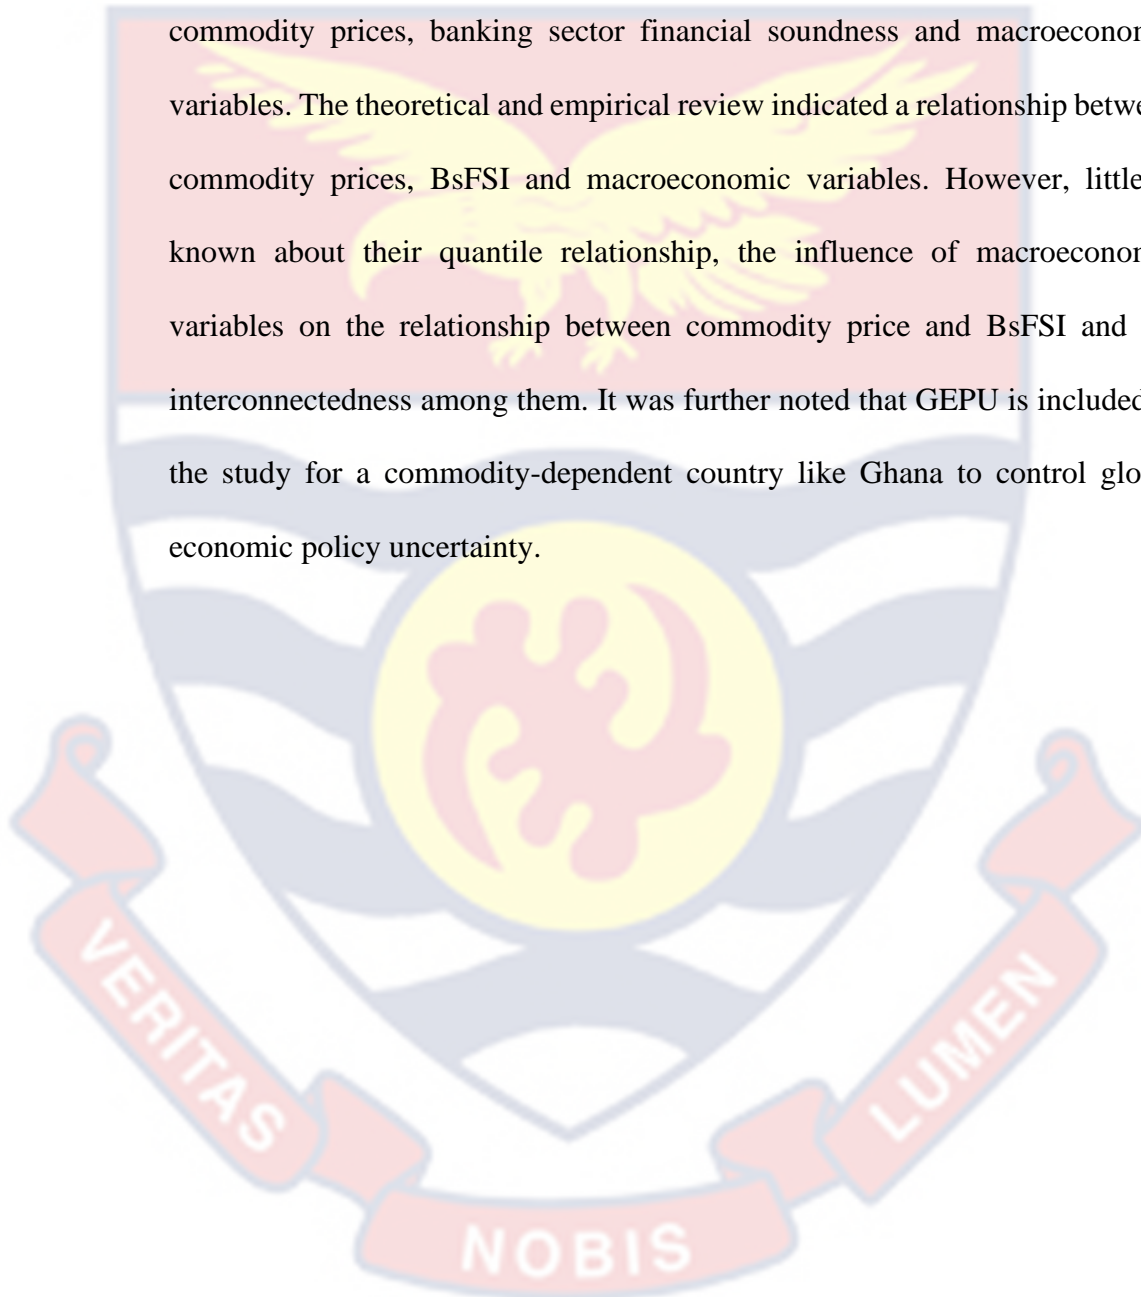 commodity prices, banking sector financial soundness and macroeconom
variables. The theoretical and empirical review indicated a relationship betwe
commodity prices, BsFSI and macroeconomic variables. However, little
known about their quantile relationship, the influence of macroeconom
variables on the relationship between commodity price and BsFSI and
interconnectedness among them. It was further noted that GEPU is included
the study for a commodity-dependent country like Ghana to control glo
economic policy uncertainty.
VERITAS
NOBIS
LUMEN